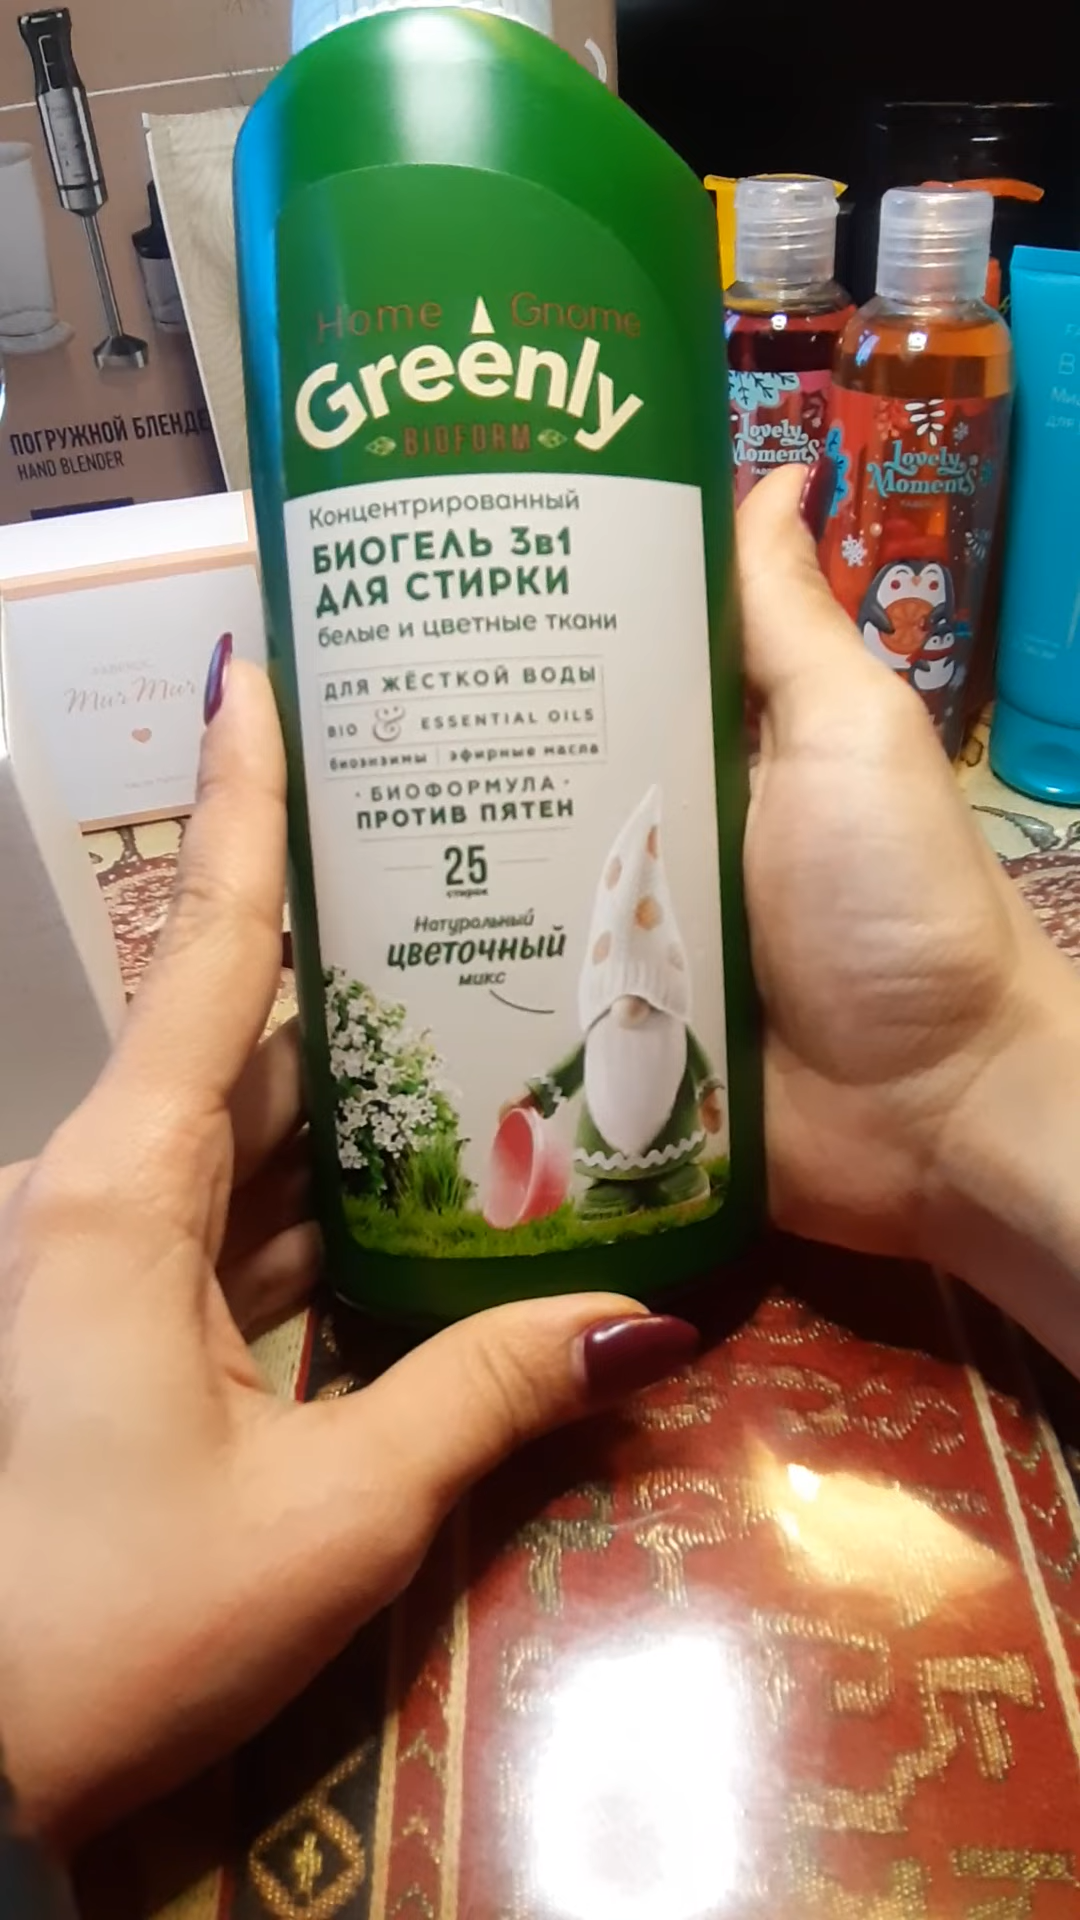 Home Gnome
Greenly
BIOFORM
Концентрированный
БИОГЕЛЬ 3в1
ДЛЯ СТИРКИ
белые и цветные ткани
ДЛЯ ЖЁСТКОЙ ВОДЫ
BIO & ESSENTIAL OILS
биоэнзимы | эфирные масла
· БИОФОРМУЛА ·
ПРОТИВ ПЯТЕН
25
стирок
Натуральный
цветочный
микс
ПОГРУЖНОЙ БЛЕНДЕ
HAND BLENDER
FABERLIC
Mur Mur
Lovely
Moments
Lovely
Moments